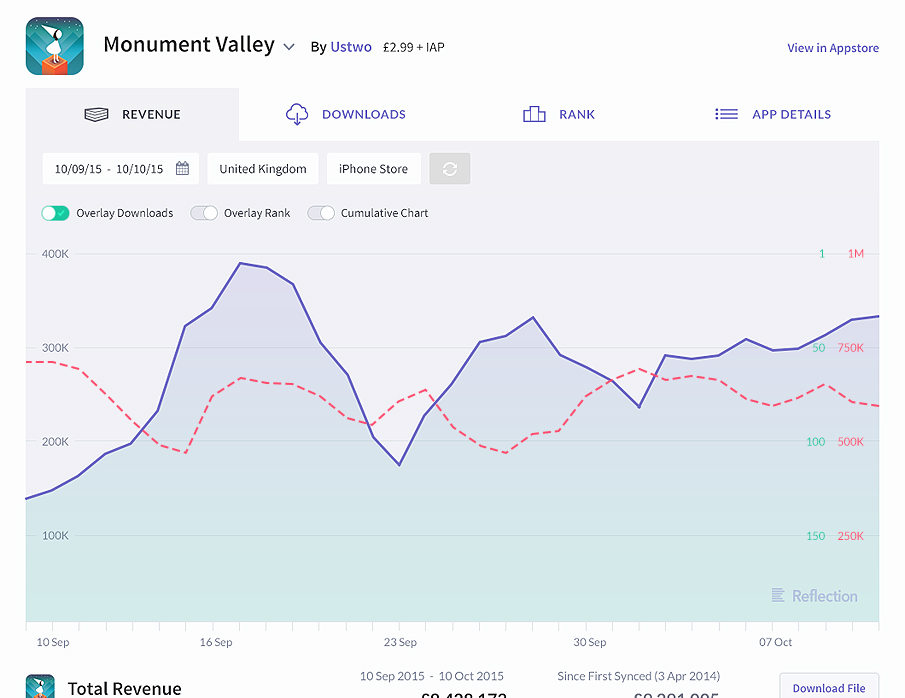 Monument Valley By Ustwo £2.99 + IAP View in Appstore
REVENUE DOWNLOADS RANK APP DETAILS
10/09/15 - 10/10/15 United Kingdom iPhone Store
Overlay Downloads Overlay Rank Cumulative Chart
400K 1 1M
300K 50 750K
200K 100 500K
100K 150 250K
Reflection
10 Sep 16 Sep 23 Sep 30 Sep 07 Oct
10 Sep 2015 - 10 Oct 2015 Since First Synced (3 Apr 2014)
Total Revenue Download File